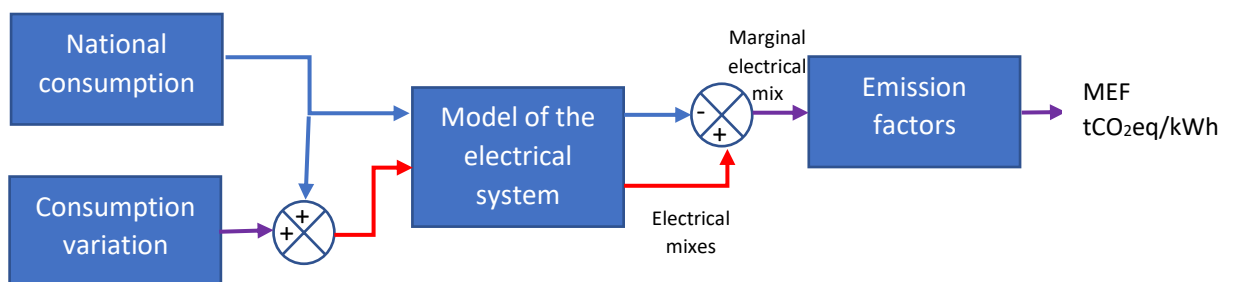 National
consumption
Consumption
variation
+
+
Model of the
electrical
system
Electrical
mixes
-
+
Marginal
electrical
mix
Emission
factors
MEF
tCO₂eq/kWh